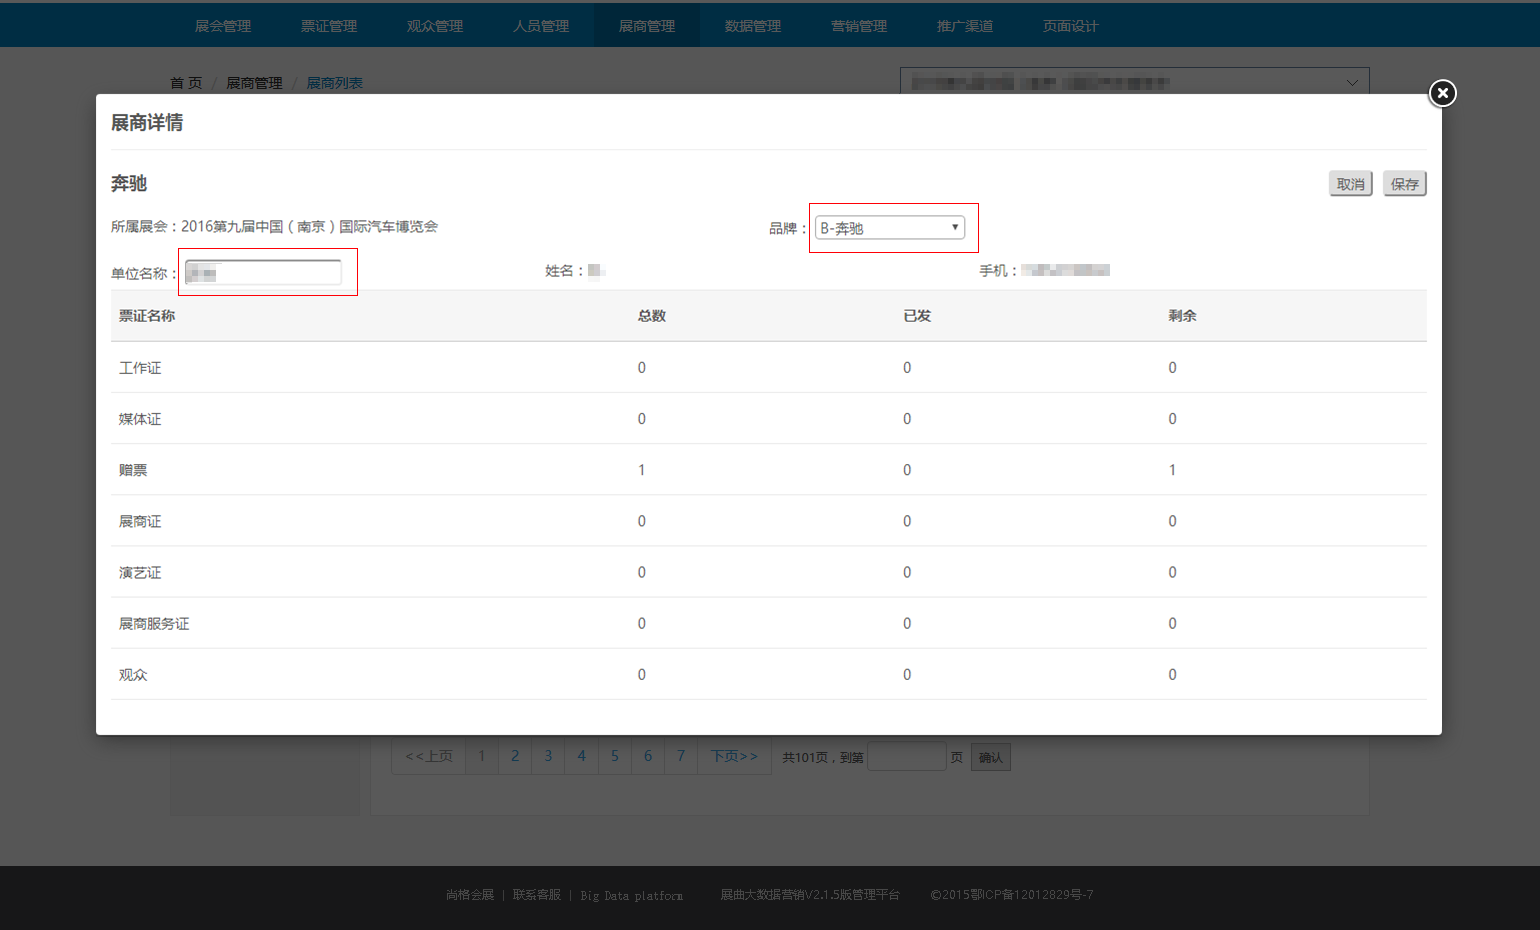 展会管理 票证管理 观众管理 人员管理 展商管理 数据管理 营销管理 推广渠道 页面设计
首 页 / 展商管理 / 展商列表
展商详情
奔驰 取消 保存
所属展会：2016第九届中国（南京）国际汽车博览会 品牌： B-奔驰
单位名称： 姓名： 手机：
票证名称 总数 已发 剩余
工作证 0 0 0
媒体证 0 0 0
赠票 1 0 1
展商证 0 0 0
演艺证 0 0 0
展商服务证 0 0 0
观众 0 0 0
<<上页 1 2 3 4 5 6 7 下页>> 共101页，到第 页 确认
尚格会展 | 联系客服 | Big Data platform 展曲大数据营销V2.1.5版管理平台 ©2015鄂ICP备12012829号-7